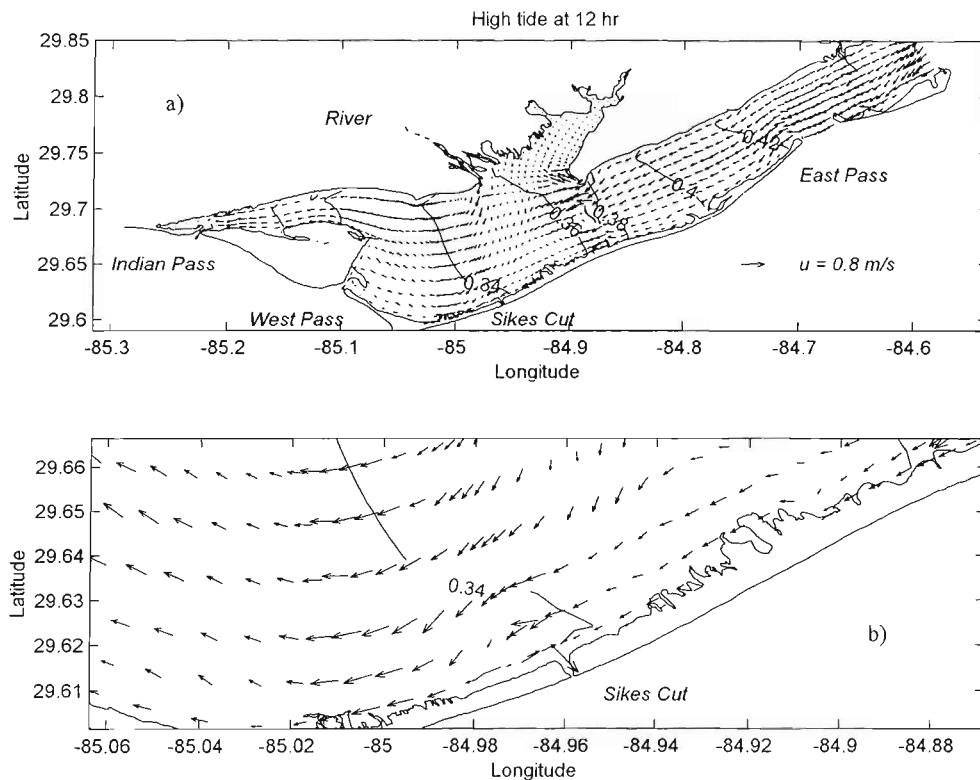 High tide at 12 hr
29.85
29.8
29.75
29.7
29.65
29.6
Latitude
a)
River
Indian Pass
West Pass
Sikes Cut
East Pass
u = 0.8 m/s
0.42
0.4
0.38
0.36
0.34
-85.3
-85.2
-85.1
-85
-84.9
-84.8
-84.7
-84.6
Longitude
29.66
29.65
29.64
29.63
29.62
29.61
Latitude
0.34
b)
Sikes Cut
-85.06
-85.04
-85.02
-85
-84.98
-84.96
-84.94
-84.92
-84.9
-84.88
Longitude